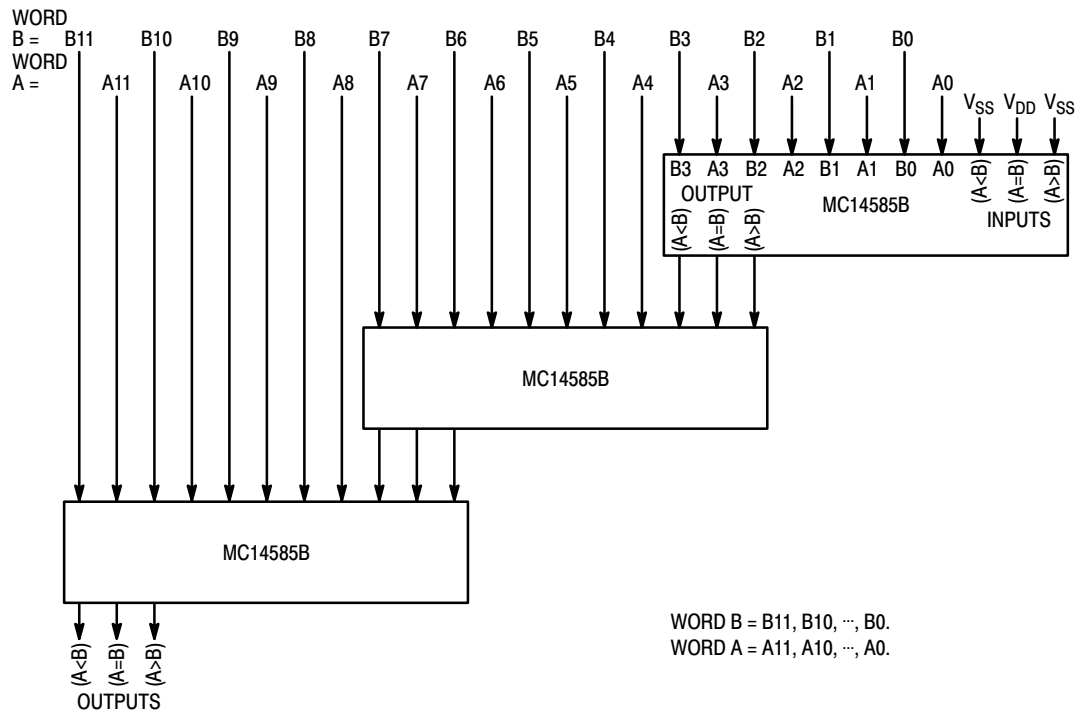 WORD
B = B11 B10 B9 B8 B7 B6 B5 B4 B3 B2 B1 B0
WORD
A = A11 A10 A9 A8 A7 A6 A5 A4 A3 A2 A1 A0
VSS VDD VSS
B3 A3 B2 A2 B1 A1 B0 A0 (A<B) (A=B) (A>B)
OUTPUT
MC14585B
INPUTS
(A<B) (A=B) (A>B)
MC14585B
MC14585B
WORD B = B11, B10, ..., B0.
WORD A = A11, A10, ..., A0.
(A<B) (A=B) (A>B)
OUTPUTS